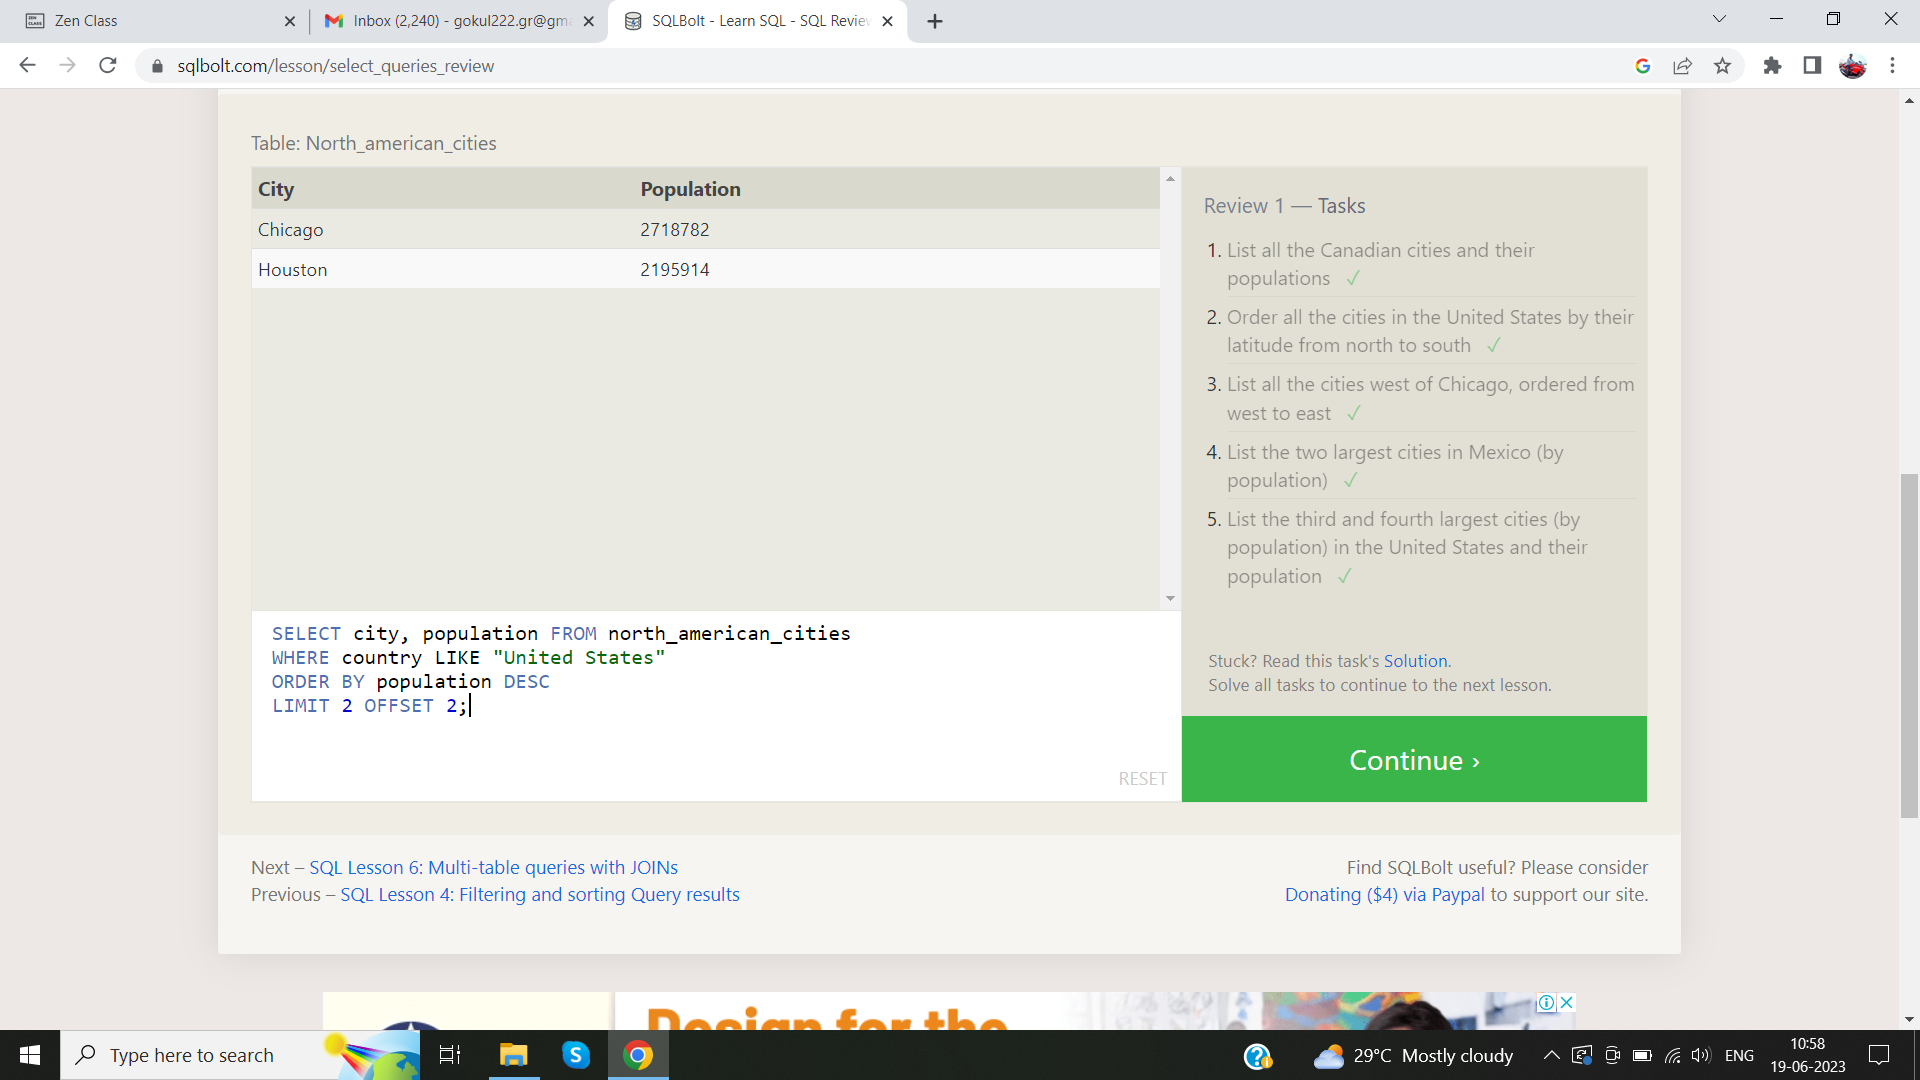 Zen Class
Inbox (2,240) - gokul222.gr@gm
SQLBolt - Learn SQL - SQL Review
sqlbolt.com/lesson/select_queries_review
Table: North_american_cities
City Population
Chicago 2718782
Houston 2195914
Review 1 — Tasks
1. List all the Canadian cities and their
populations ✓
2. Order all the cities in the United States by their
latitude from north to south ✓
3. List all the cities west of Chicago, ordered from
west to east ✓
4. List the two largest cities in Mexico (by
population) ✓
5. List the third and fourth largest cities (by
population) in the United States and their
population ✓
SELECT city, population FROM north_american_cities
WHERE country LIKE "United States"
ORDER BY population DESC
LIMIT 2 OFFSET 2;
RESET
Stuck? Read this task's Solution.
Solve all tasks to continue to the next lesson.
Continue ›
Next – SQL Lesson 6: Multi-table queries with JOINs
Previous – SQL Lesson 4: Filtering and sorting Query results
Find SQLBolt useful? Please consider
Donating ($4) via Paypal to support our site.
Design for the
Type here to search
29°C Mostly cloudy
ENG
10:58
19-06-2023